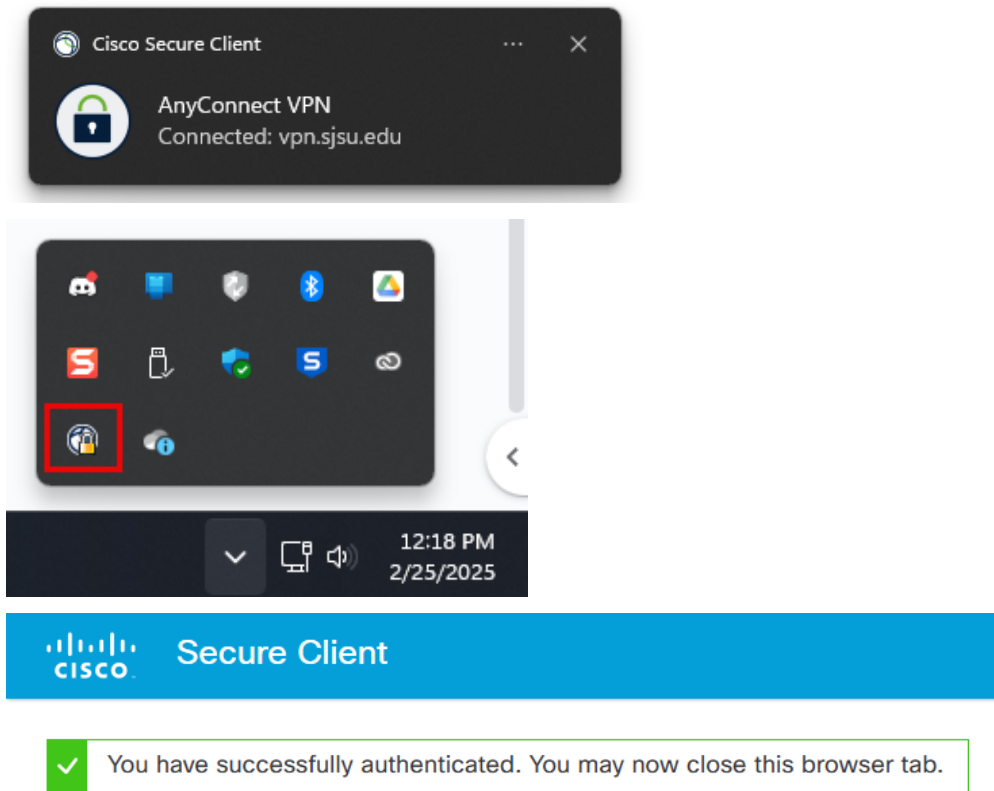 Cisco Secure Client
AnyConnect VPN
Connected: vpn.sjsu.edu
S
S
12:18 PM
2/25/2025
CISCO
Secure Client
You have successfully authenticated. You may now close this browser tab.